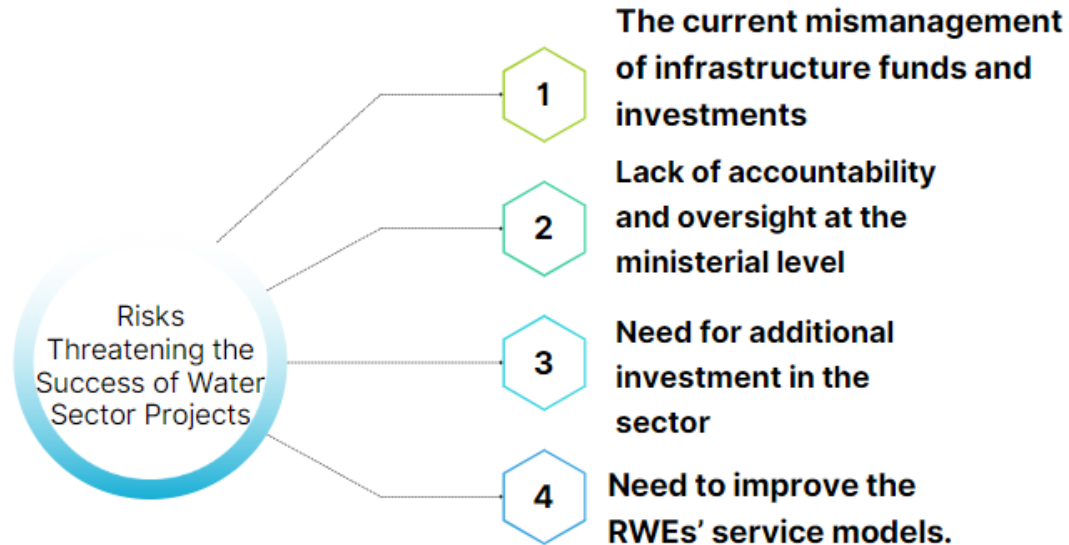 Risks
Threatening the
Success of Water
Sector Projects
1
The current mismanagement
of infrastructure funds and
investments
2
Lack of accountability
and oversight at the
ministerial level
3
Need for additional
investment in the
sector
4
Need to improve the
RWEs’ service models.